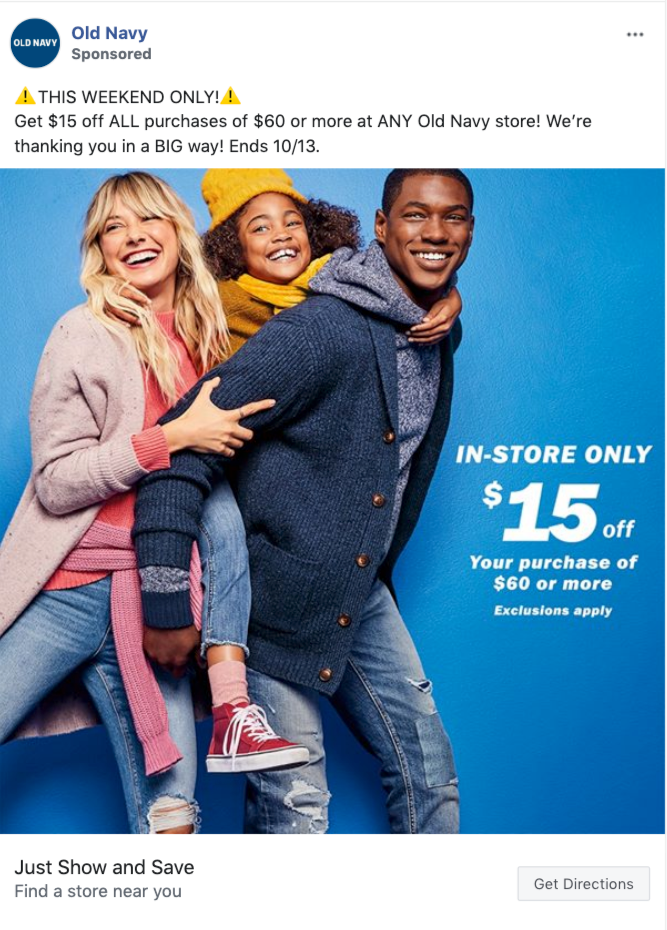 OLD NAVY
Old Navy
Sponsored
⚠️THIS WEEKEND ONLY!⚠️
Get $15 off ALL purchases of $60 or more at ANY Old Navy store! We’re
thanking you in a BIG way! Ends 10/13.
IN-STORE ONLY
$15 off
Your purchase of
$60 or more
Exclusions apply
Just Show and Save
Find a store near you
Get Directions